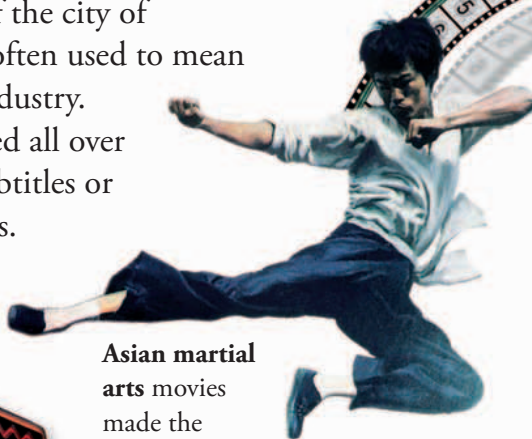 f the city of
often used to mean
dustry.
ed all over
btitles or
s.
5
Asian martial
arts movies
made the